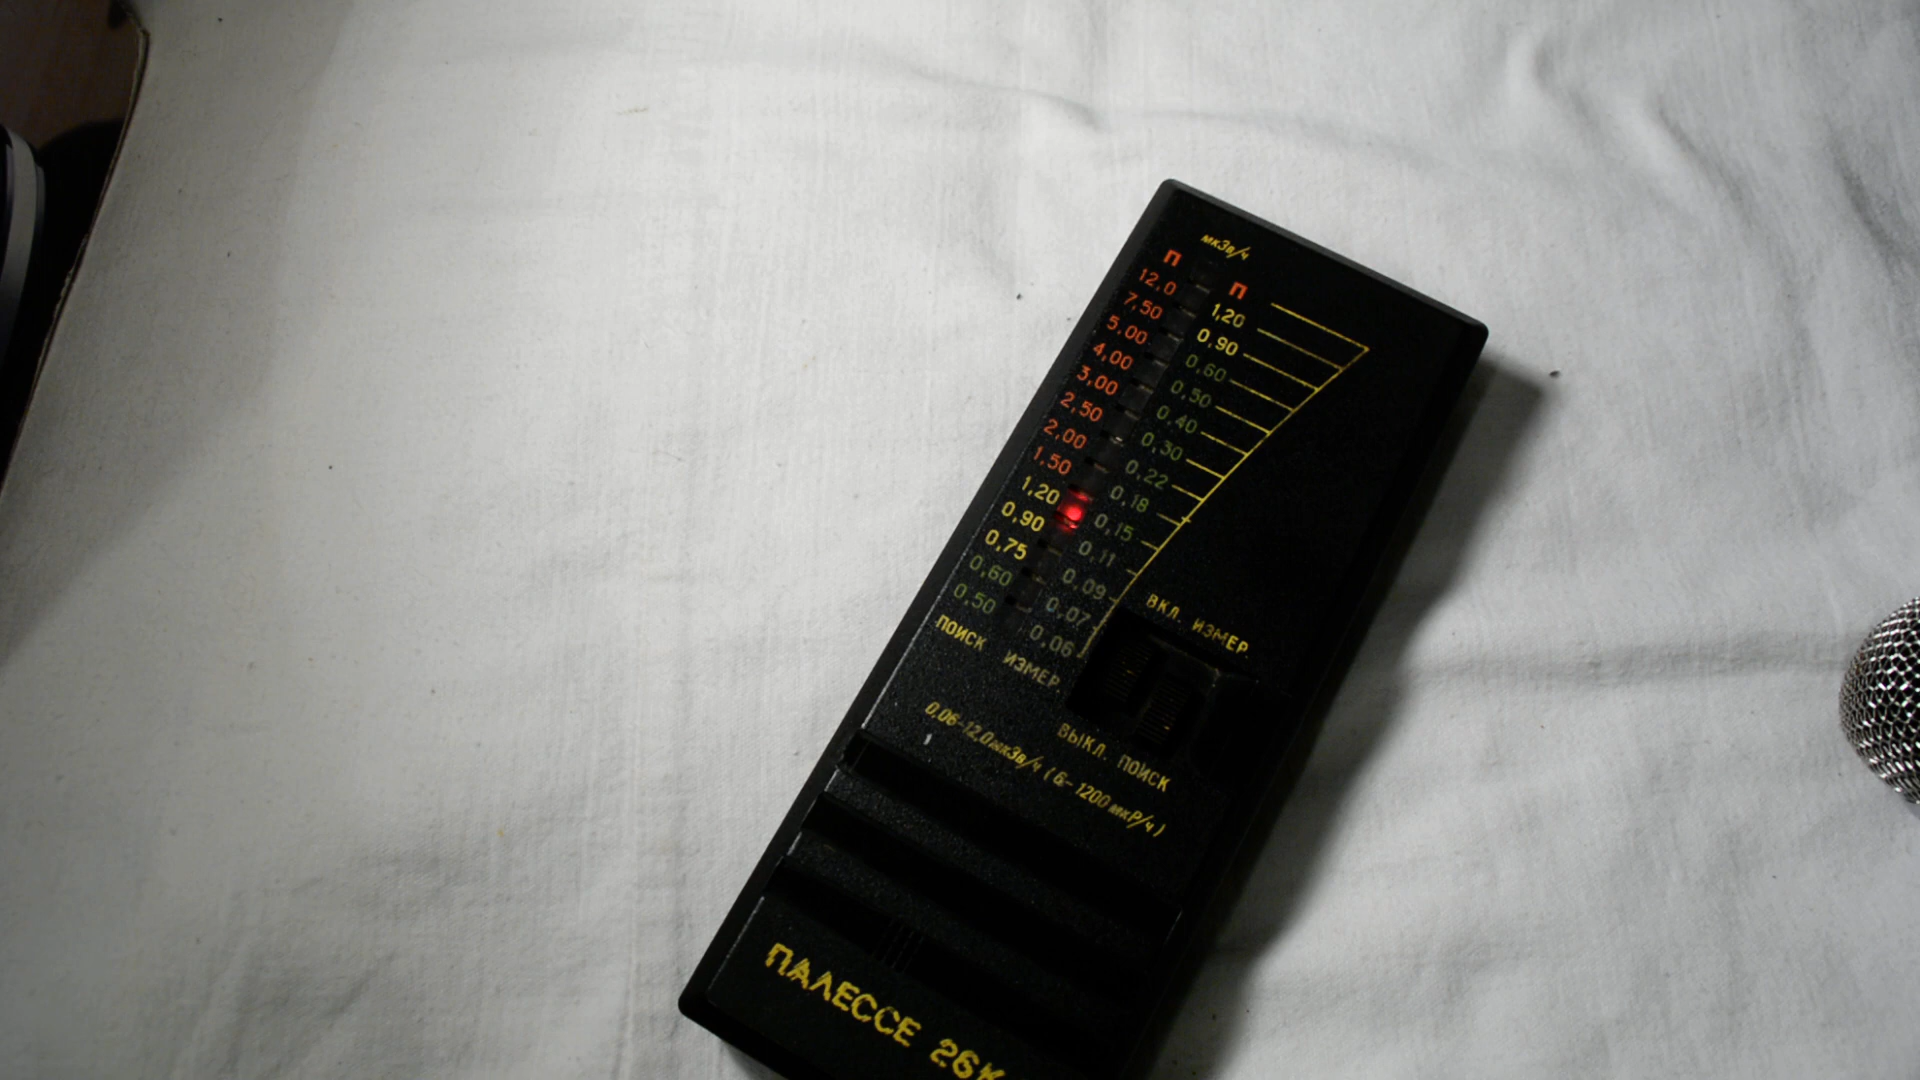 мкЗв/ч
П
12,0
7,50
5,00
4,00
3,00
2,50
2,00
1,50
1,20
0,90
0,75
0,60
0,50
ПОИСК
П
1,20
0,90
0,60
0,50
0,40
0,30
0,22
0,18
0,15
0,11
0,09
0,07
0,06
ИЗМЕР.
ВКЛ. ИЗМЕР.
ВЫКЛ. ПОИСК
0,06-12,0 мкЗв/ч (6-1200 мкР/ч)
ПАЛЕССЕ 26К